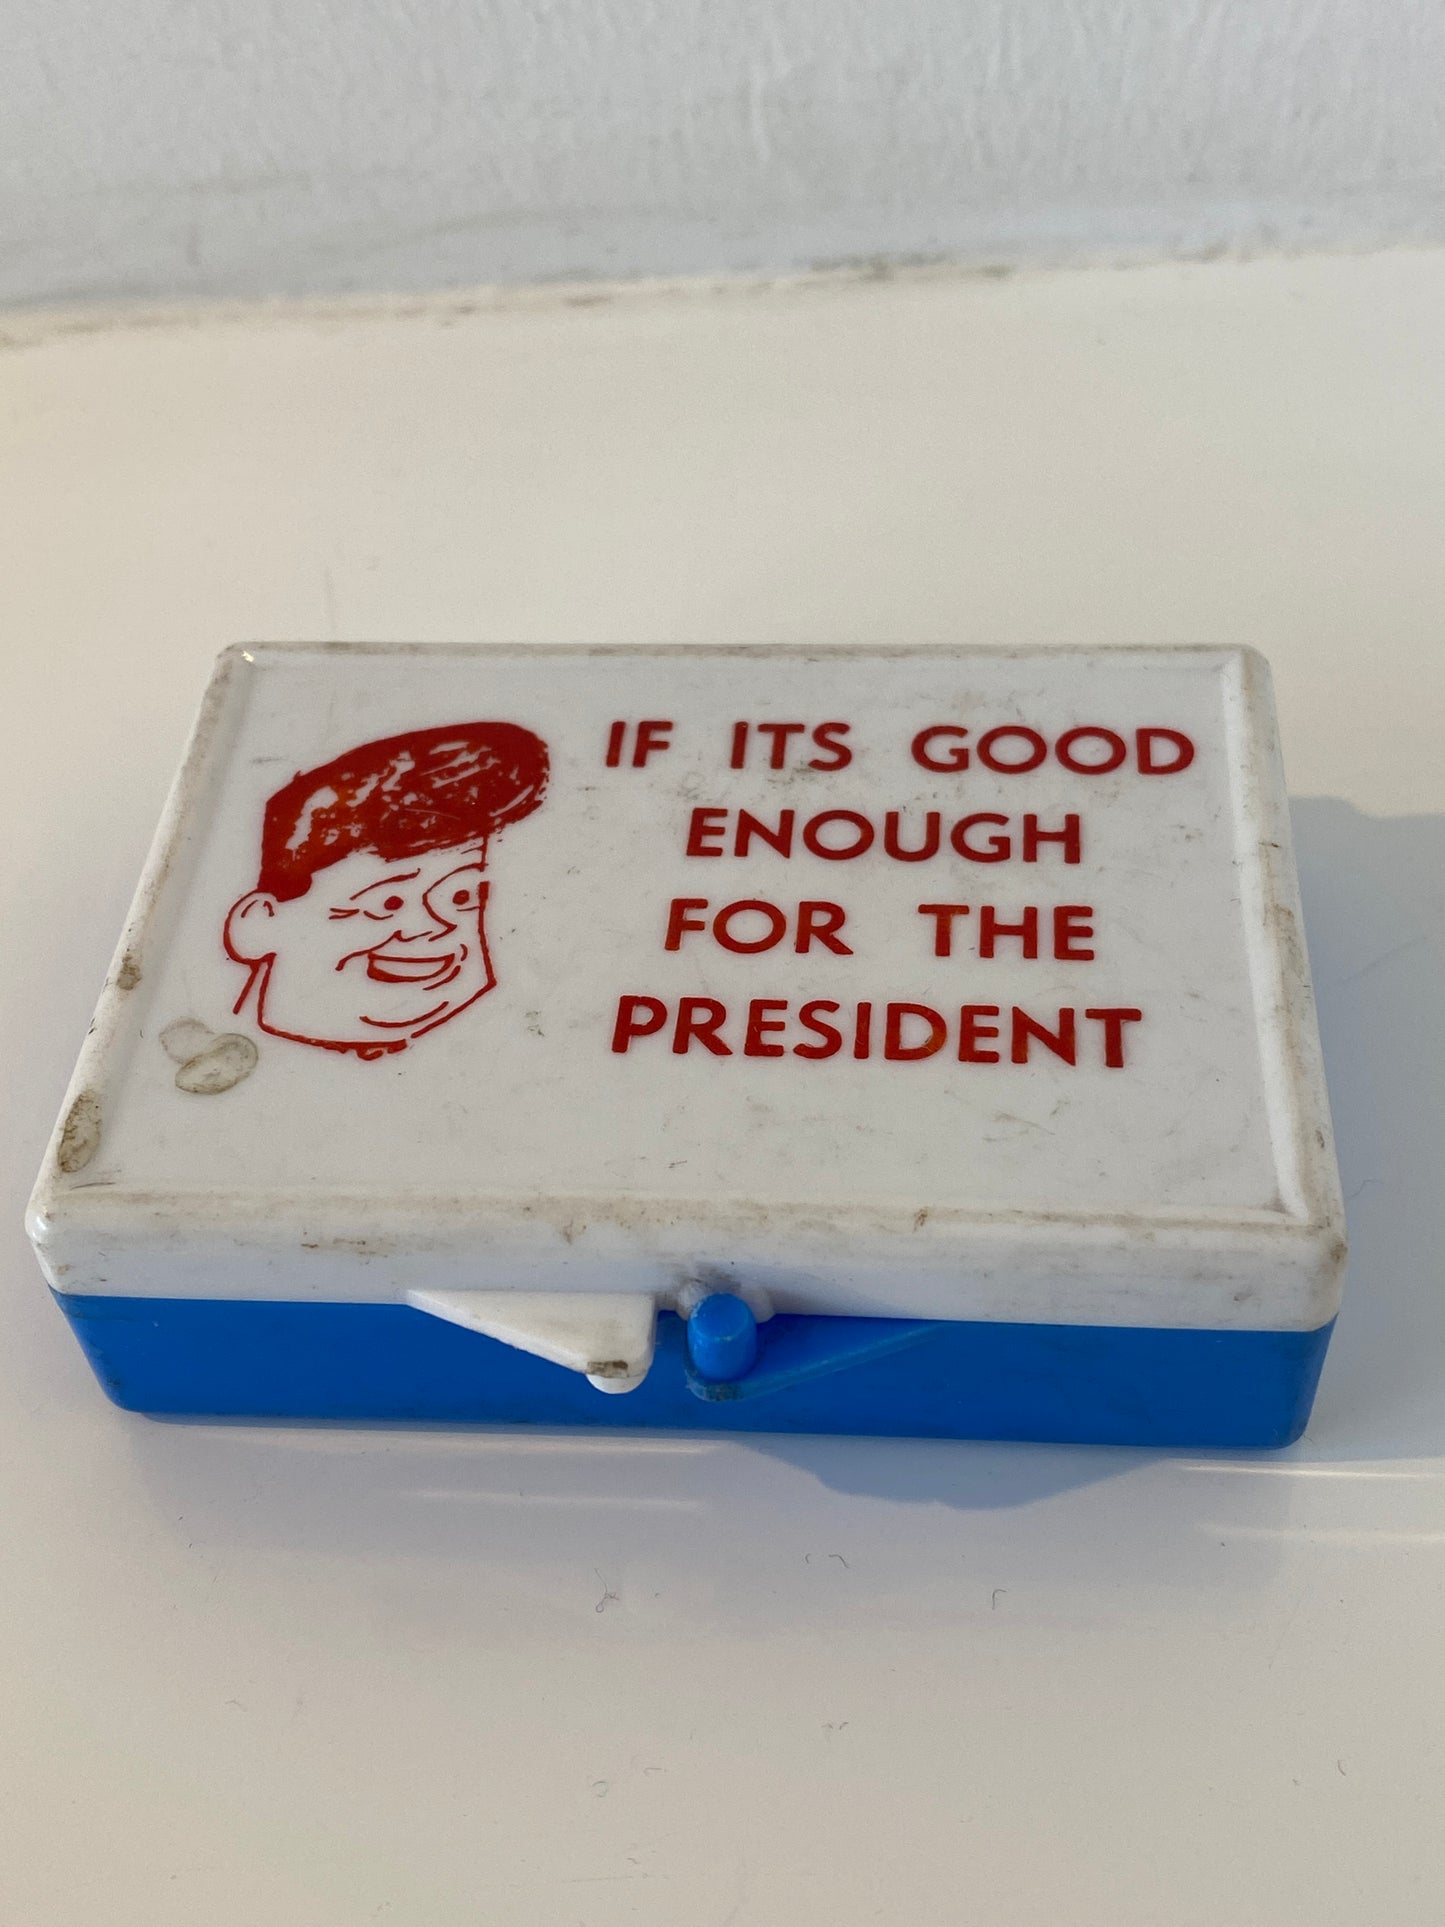 IF ITS GOOD
ENOUGH
FOR THE
PRESIDENT